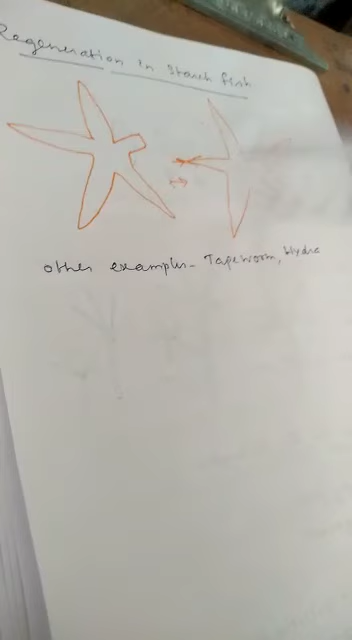 Regeneration in Starch fish
other examples - Tapeworm, Hydra